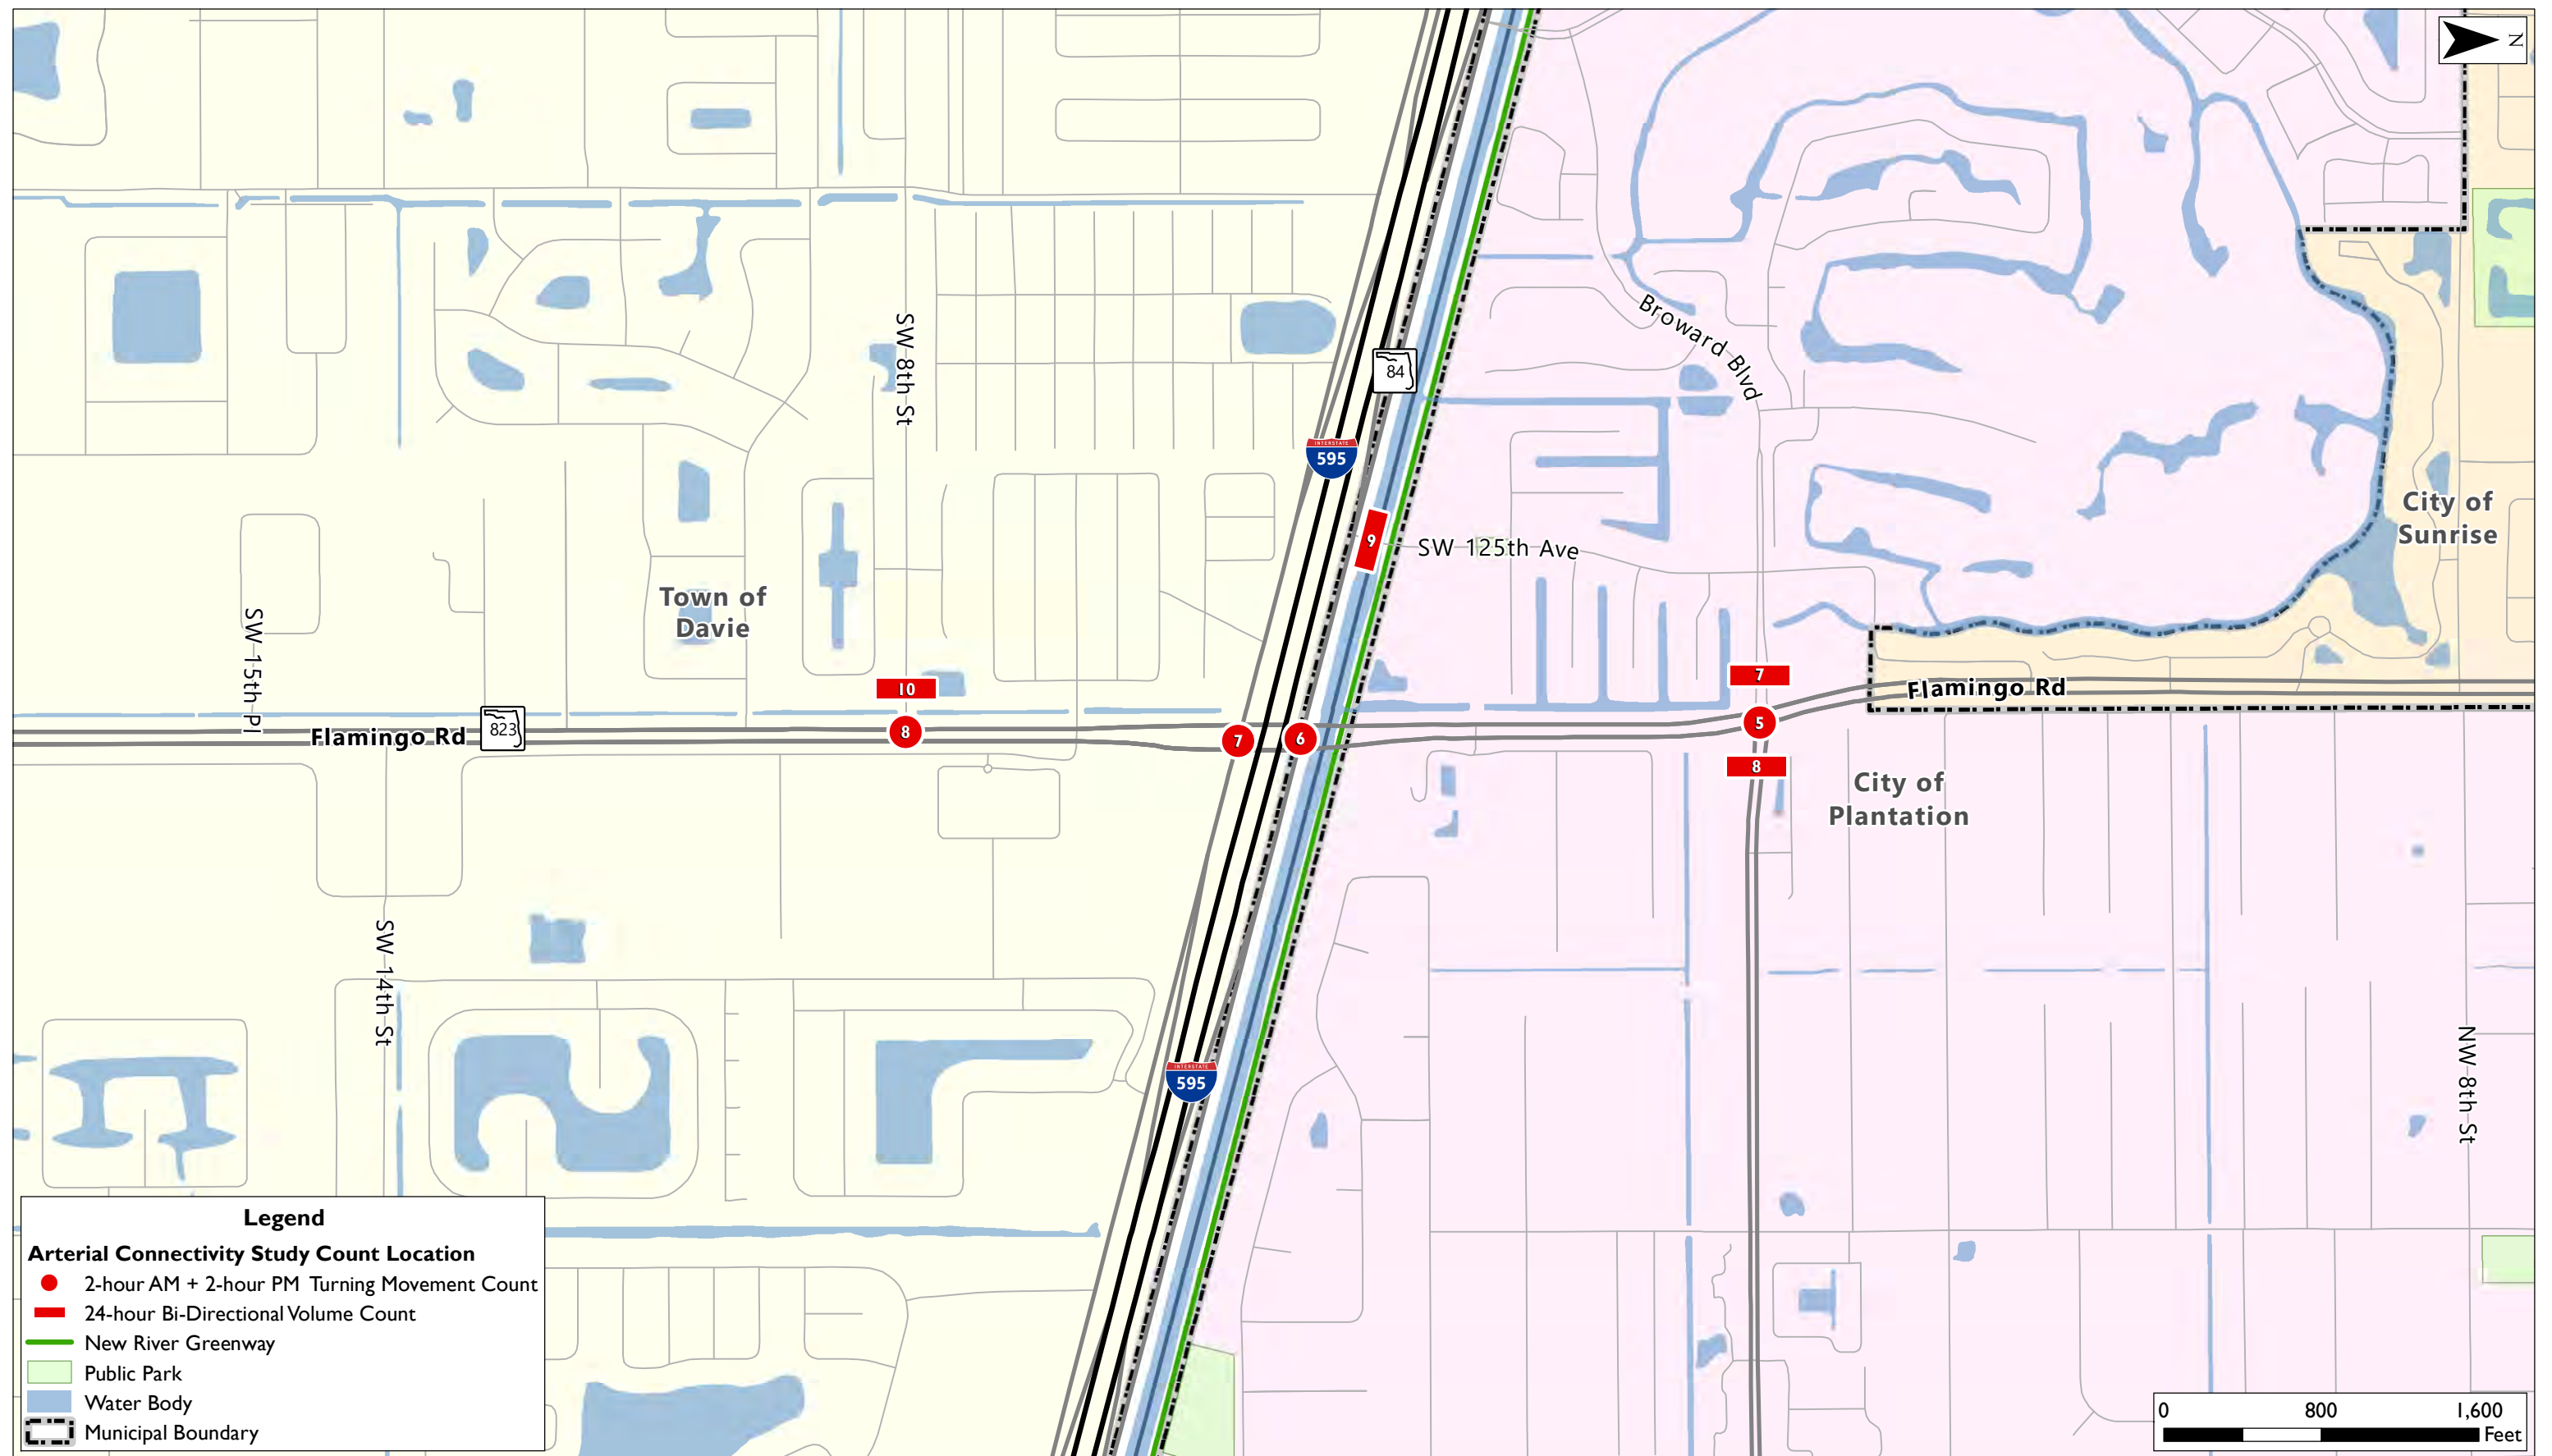 N
Broward Blvd
SW 8th St
84
INTERSTATE
595
City of
Sunrise
9
SW 125th Ave
Town of
Davie
SW 15th Pl
10
7
Flamingo Rd
Flamingo Rd
823
8
7
6
5
8
City of
Plantation
SW 14th St
INTERSTATE
595
NW 8th St
Legend
Arterial Connectivity Study Count Location
2-hour AM + 2-hour PM Turning Movement Count
24-hour Bi-Directional Volume Count
New River Greenway
Public Park
Water Body
Municipal Boundary
0 800 1,600
Feet